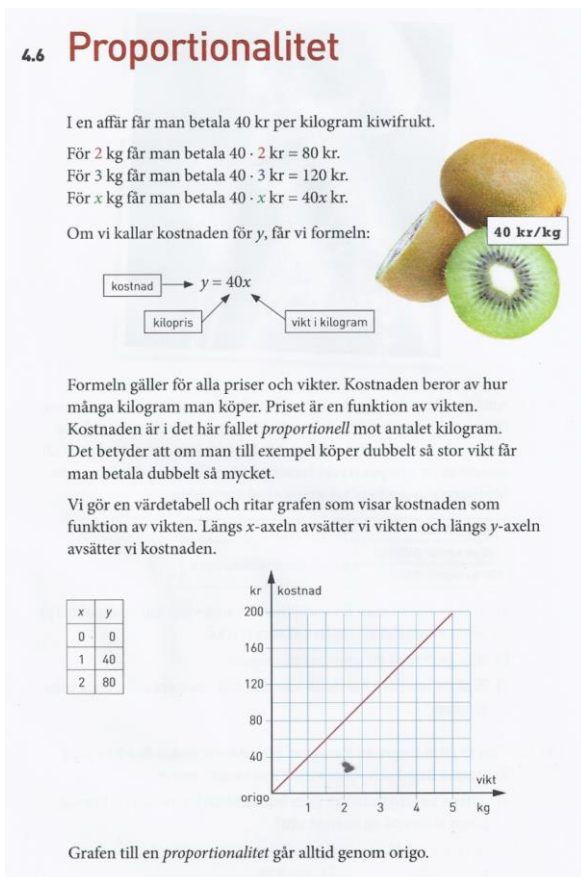 4.6 Proportionalitet
I en affär får man betala 40 kr per kilogram kiwifrukt.
För 2 kg får man betala 40 · 2 kr = 80 kr.
För 3 kg får man betala 40 · 3 kr = 120 kr.
För x kg får man betala 40 · x kr = 40x kr.
Om vi kallar kostnaden för y, får vi formeln:
40 kr/kg
kostnad y = 40x
kilopris vikt i kilogram
Formeln gäller för alla priser och vikter. Kostnaden beror av hur
många kilogram man köper. Priset är en funktion av vikten.
Kostnaden är i det här fallet proportionell mot antalet kilogram.
Det betyder att om man till exempel köper dubbelt så stor vikt får
man betala dubbelt så mycket.
Vi gör en värdetabell och ritar grafen som visar kostnaden som
funktion av vikten. Längs x-axeln avsätter vi vikten och längs y-axeln
avsätter vi kostnaden.
x y
0 0
1 40
2 80
kr kostnad
200
160
120
80
40
vikt
origo 1 2 3 4 5 kg
Grafen till en proportionalitet går alltid genom origo.